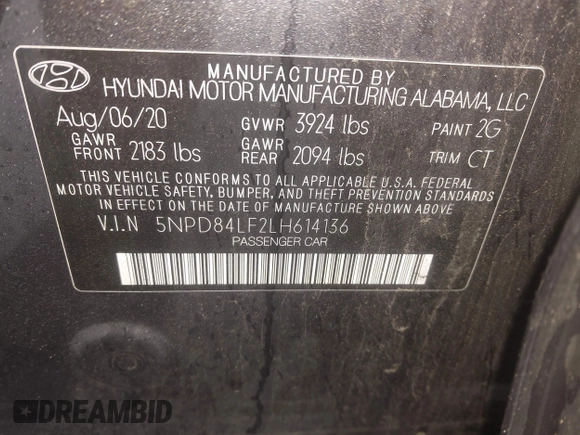 MANUFACTURED BY
HYUNDAI MOTOR MANUFACTURING ALABAMA, LLC
Aug/06/20 GVWR 3924 lbs PAINT 2G
GAWR FRONT 2183 lbs GAWR REAR 2094 lbs TRIM CT
THIS VEHICLE CONFORMS TO ALL APPLICABLE U.S.A. FEDERAL
MOTOR VEHICLE SAFETY, BUMPER, AND THEFT PREVENTION STANDARDS
IN EFFECT ON THE DATE OF MANUFACTURE SHOWN ABOVE
V.I.N 5NPD84LF2LH614136
PASSENGER CAR
DREAMBID